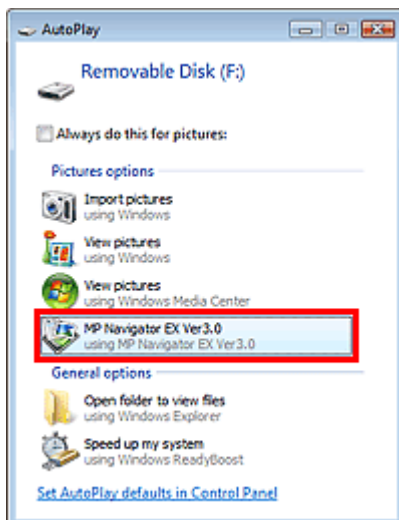 AutoPlay
Removable Disk (F:)
Always do this for pictures:
Pictures options
Import pictures
using Windows
View pictures
using Windows
View pictures
using Windows Media Center
MP Navigator EX Ver3.0
using MP Navigator EX Ver3.0
General options
Open folder to view files
using Windows Explorer
Speed up my system
using Windows ReadyBoost
Set AutoPlay defaults in Control Panel